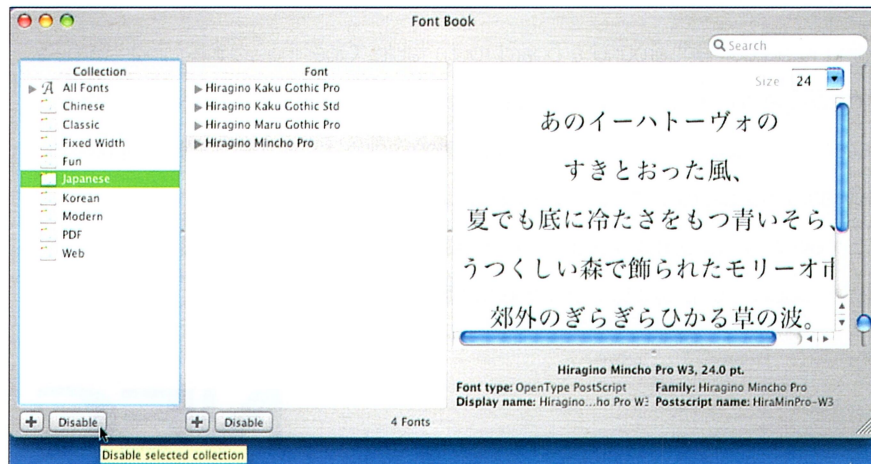 Font Book
Search
Collection
All Fonts
Chinese
Classic
Fixed Width
Fun
Japanese
Korean
Modern
PDF
Web
Disable
Font
Hiragino Kaku Gothic Pro
Hiragino Kaku Gothic Std
Hiragino Maru Gothic Pro
Hiragino Mincho Pro
Disable
4 Fonts
Size 24
あのイーハトーヴォの
すきとおった風、
夏でも底に冷たさをもつ青いそら、
うつくしい森で飾られたモリーオ市
郊外のぎらぎらひかる草の波。
Hiragino Mincho Pro W3, 24.0 pt.
Font type: OpenType PostScript Family: Hiragino Mincho Pro
Display name: Hiragino...ho Pro W3 Postscript name: HiraMinPro-W3
Disable selected collection